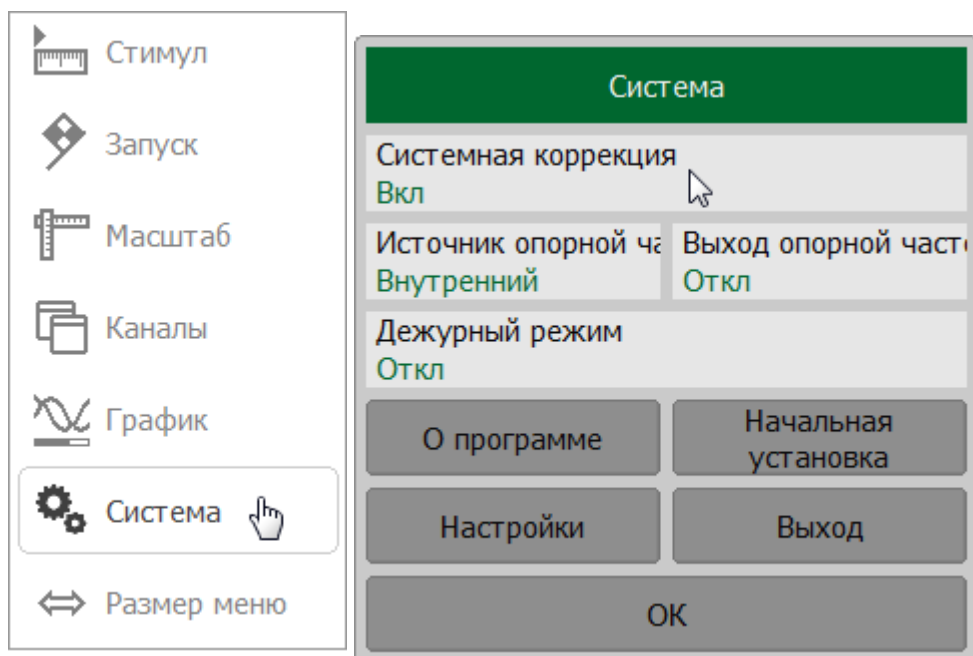 Стимул
Запуск
Масштаб
Каналы
График
Система
Размер меню
Система
Системная коррекция
Вкл
Источник опорной ча
Внутренний
Выход опорной част
Откл
Дежурный режим
Откл
О программе
Начальная
установка
Настройки
Выход
ОК